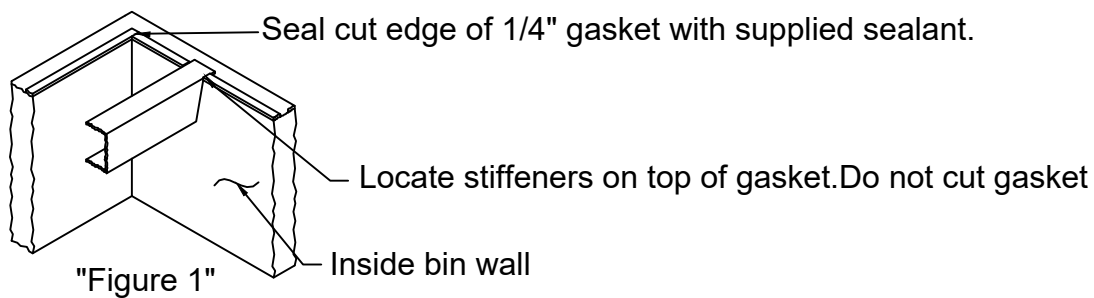 Seal cut edge of 1/4" gasket with supplied sealant.
Locate stiffeners on top of gasket.Do not cut gasket
Inside bin wall
"Figure 1"